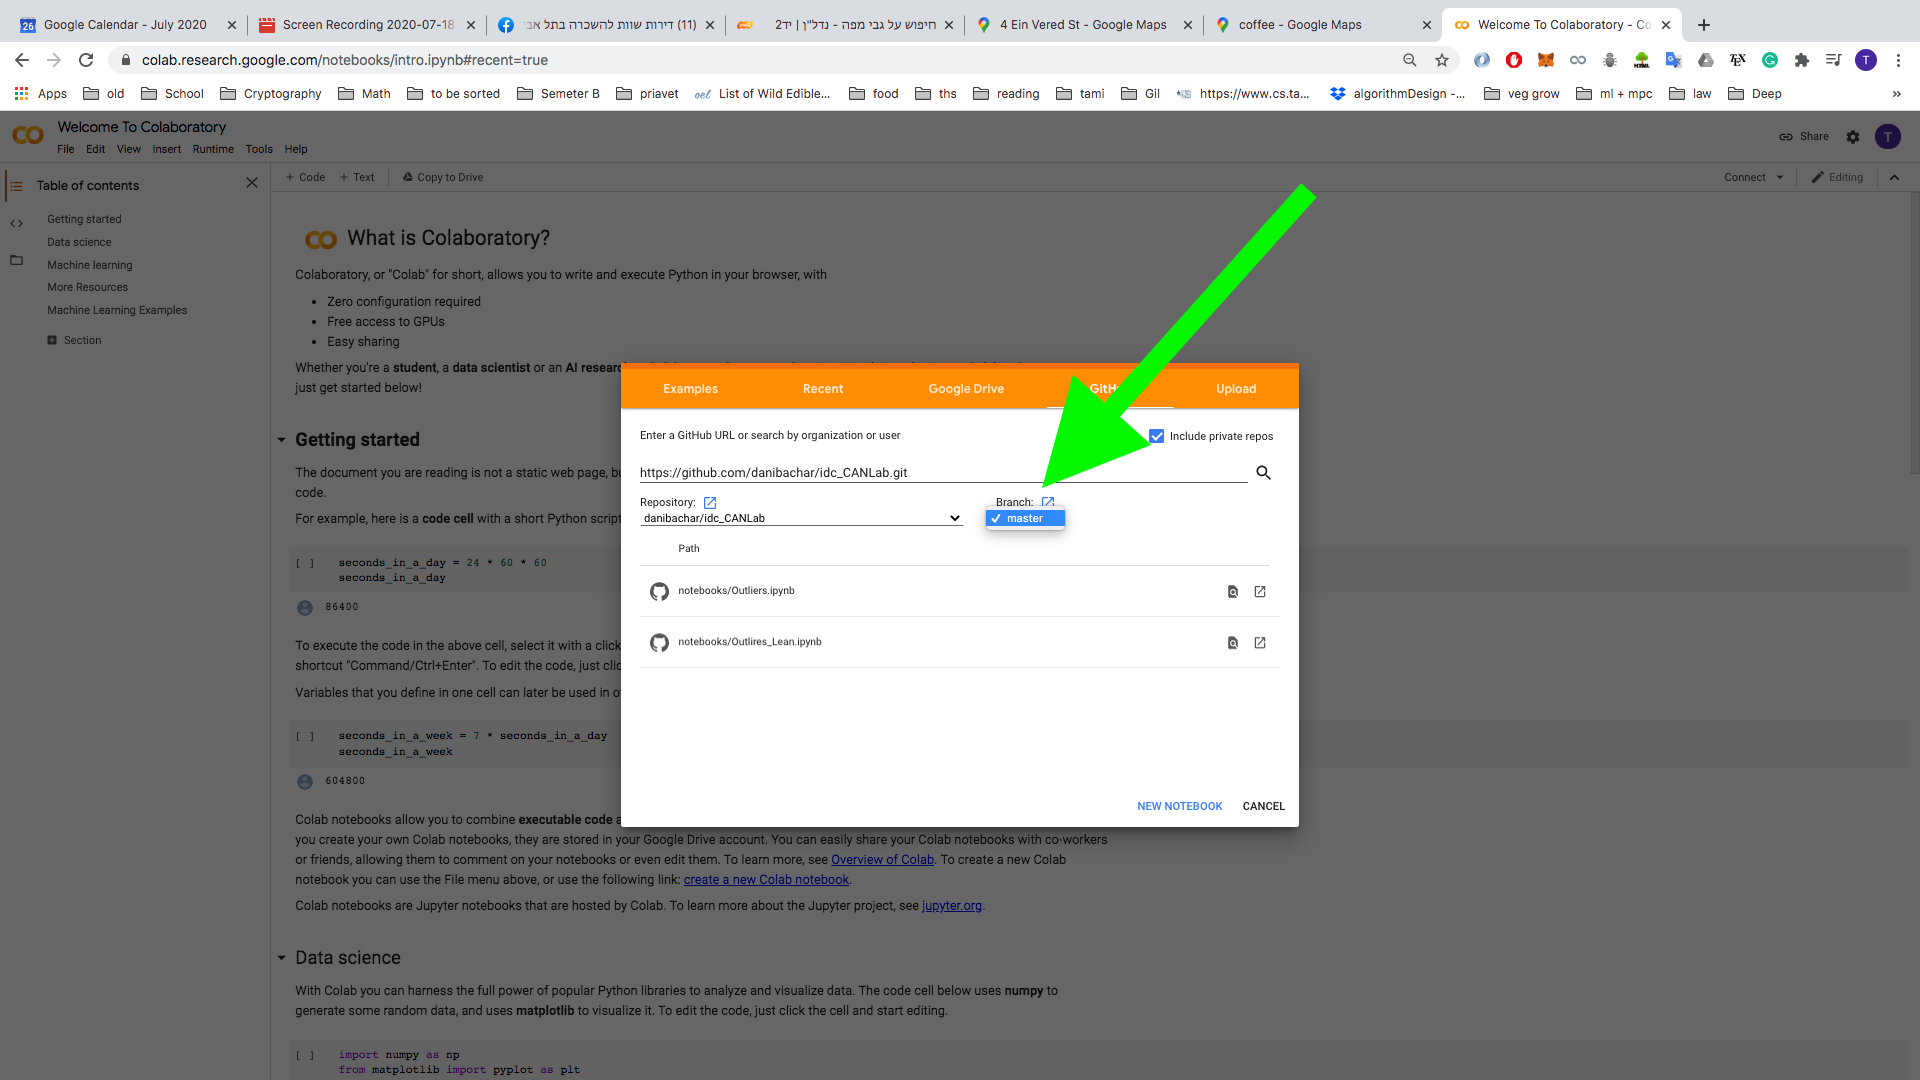 Google Calendar - July 2020
Screen Recording 2020-07-18
(11) דירות שוות להשכרה בתל אבי
חיפוש על גבי מפה - נדל"ן | יד2
4 Ein Vered St - Google Maps
coffee - Google Maps
Welcome To Colaboratory - Co
colab.research.google.com/notebooks/intro.ipynb#recent=true
T
Apps
old
School
Cryptography
Math
to be sorted
Semeter B
priavet
oel List of Wild Edible...
food
ths
reading
tami
Gil
https://www.cs.ta...
algorithmDesign -...
veg grow
ml + mpc
law
Deep
»
Welcome To Colaboratory
File Edit View Insert Runtime Tools Help
Share
T
Table of contents
+ Code + Text
Copy to Drive
Connect
Editing
Getting started
Data science
Machine learning
More Resources
Machine Learning Examples
Section
What is Colaboratory?
Colaboratory, or "Colab" for short, allows you to write and execute Python in your browser, with
• Zero configuration required
• Free access to GPUs
• Easy sharing
Whether you're a student, a data scientist or an AI resear
just get started below!
Getting started
The document you are reading is not a static web page, bu
code.
For example, here is a code cell with a short Python script
[ ] seconds_in_a_day = 24 * 60 * 60
seconds_in_a_day
86400
To execute the code in the above cell, select it with a click
shortcut "Command/Ctrl+Enter". To edit the code, just clic
Variables that you define in one cell can later be used in o
[ ] seconds_in_a_week = 7 * seconds_in_a_day
seconds_in_a_week
604800
Colab notebooks allow you to combine executable code a
you create your own Colab notebooks, they are stored in your Google Drive account. You can easily share your Colab notebooks with co-workers
or friends, allowing them to comment on your notebooks or even edit them. To learn more, see Overview of Colab. To create a new Colab
notebook you can use the File menu above, or use the following link: create a new Colab notebook.
Colab notebooks are Jupyter notebooks that are hosted by Colab. To learn more about the Jupyter project, see jupyter.org.
Data science
With Colab you can harness the full power of popular Python libraries to analyze and visualize data. The code cell below uses numpy to
generate some random data, and uses matplotlib to visualize it. To edit the code, just click the cell and start editing.
[ ] import numpy as np
from matplotlib import pyplot as plt
Examples
Recent
Google Drive
GitHu
Upload
Enter a GitHub URL or search by organization or user
Include private repos
https://github.com/danibachar/idc_CANLab.git
Repository:
Branch:
danibachar/idc_CANLab
✓ master
Path
notebooks/Outliers.ipynb
notebooks/Outlires_Lean.ipynb
NEW NOTEBOOK
CANCEL